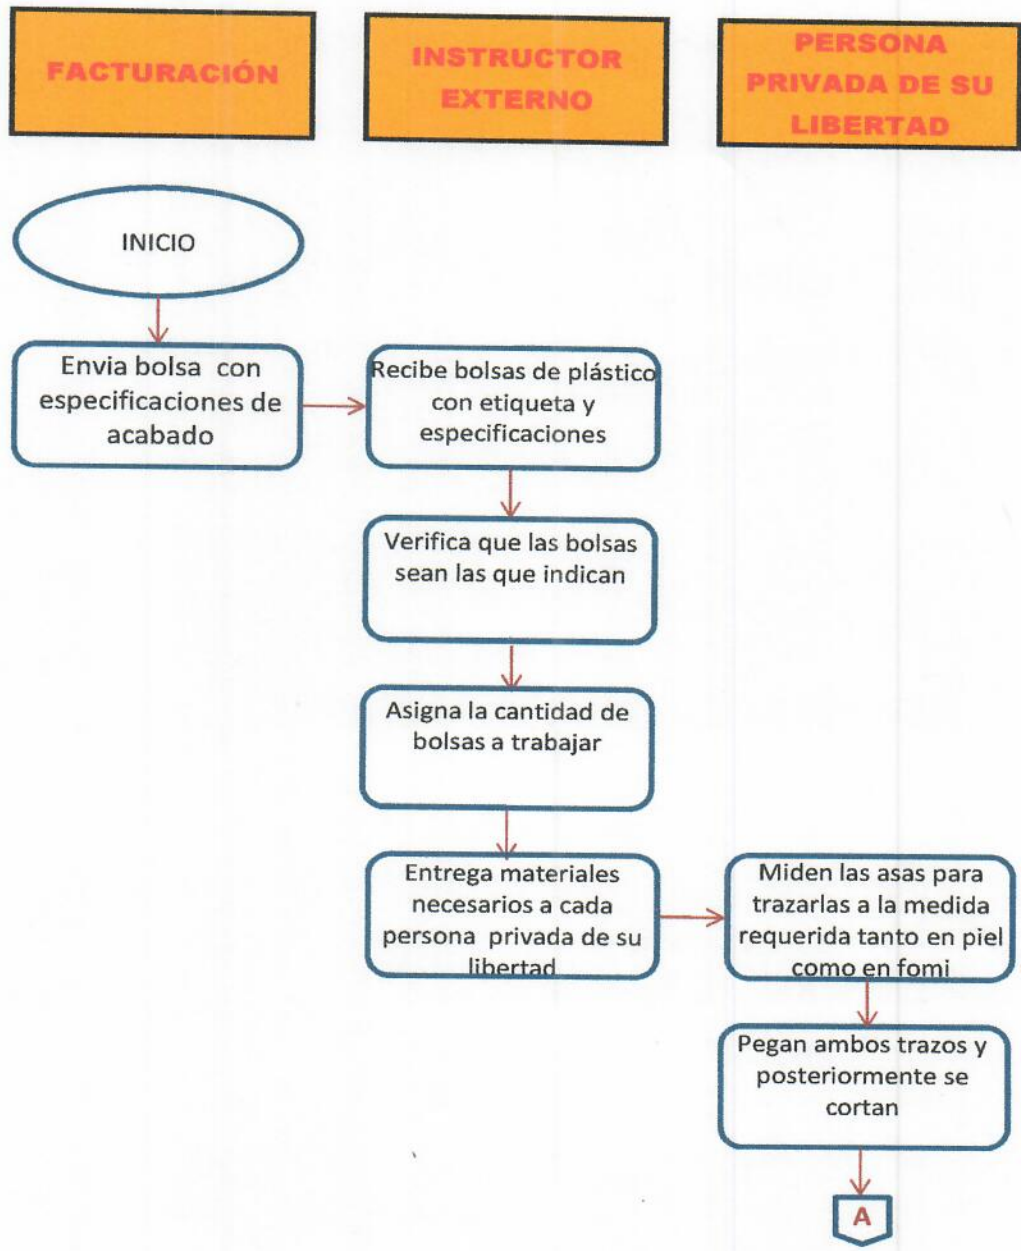 FACTURACIÓN
INSTRUCTOR
EXTERNO
PERSONA
PRIVADA DE SU
LIBERTAD
INICIO
Envia bolsa con
especificaciones de
acabado
Recibe bolsas de plástico
con etiqueta y
especificaciones
Verifica que las bolsas
sean las que indican
Asigna la cantidad de
bolsas a trabajar
Entrega materiales
necesarios a cada
persona privada de su
libertad
Miden las asas para
trazarlas a la medida
requerida tanto en piel
como en fomi
Pegan ambos trazos y
posteriormente se
cortan
A